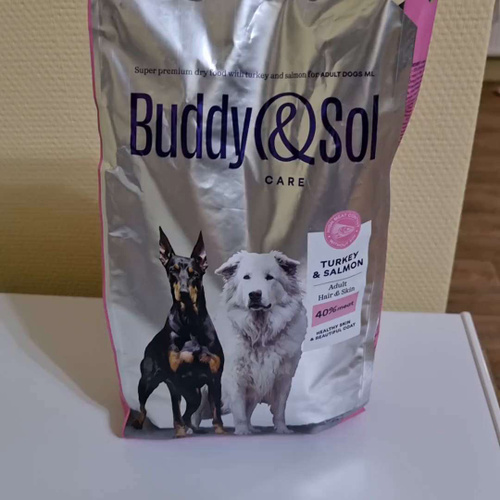 Super premium dry food with turkey and salmon for ADULT DOGS ML
Buddy & Sol
CARE
TURKEY
& SALMON
Adult
Hair & Skin
40%
HEALTHY SKIN
& BEAUTIFUL COAT